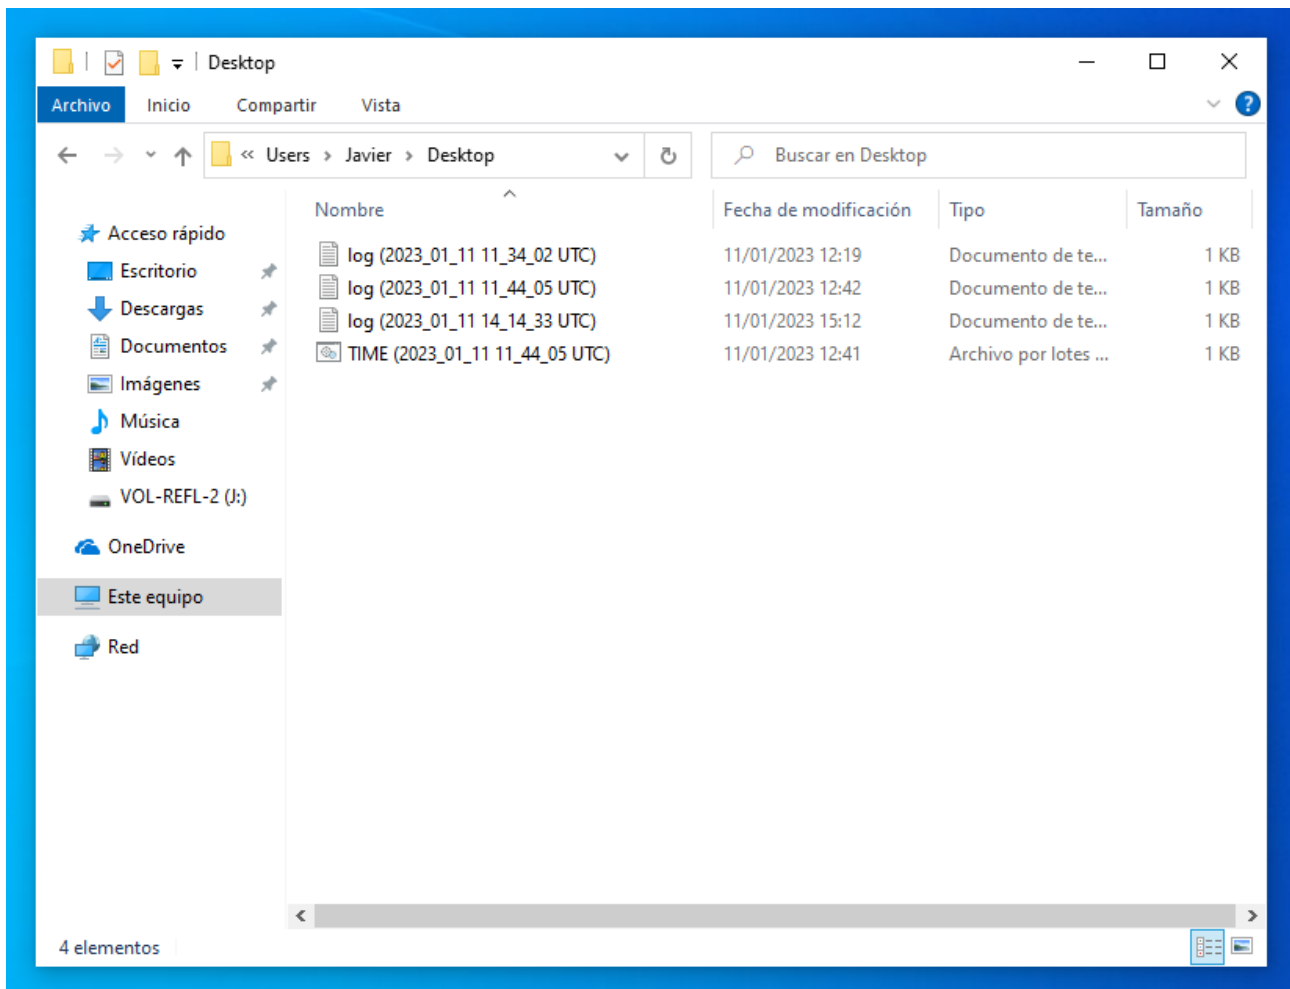 Desktop
Archivo Inicio Compartir Vista
« Users › Javier › Desktop
Buscar en Desktop
Nombre Fecha de modificación Tipo Tamaño
Acceso rápido
Escritorio
Descargas
Documentos
Imágenes
Música
Vídeos
VOL-REFL-2 (J:)
OneDrive
Este equipo
Red
log (2023_01_11 11_34_02 UTC) 11/01/2023 12:19 Documento de te... 1 KB
log (2023_01_11 11_44_05 UTC) 11/01/2023 12:42 Documento de te... 1 KB
log (2023_01_11 14_14_33 UTC) 11/01/2023 15:12 Documento de te... 1 KB
TIME (2023_01_11 11_44_05 UTC) 11/01/2023 12:41 Archivo por lotes ... 1 KB
4 elementos